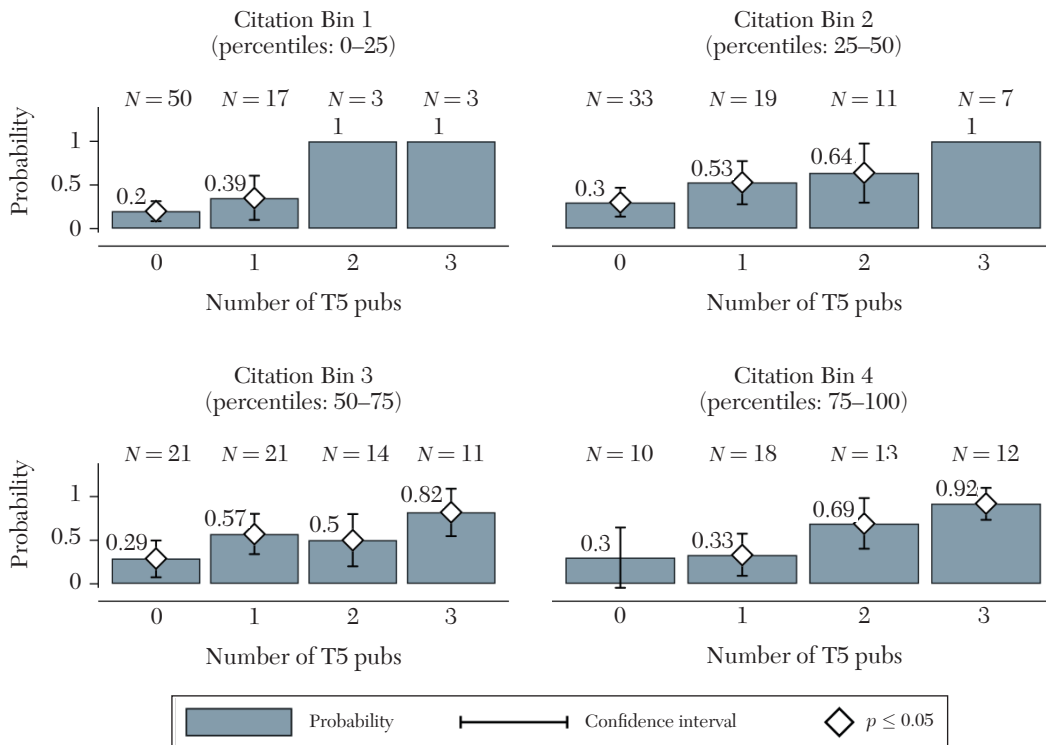 Citation Bin 1
(percentiles: 0–25)
N = 50 N = 17 N = 3 N = 3
1 1
0.2 0.39
Probability
1
0.5
0
0 1 2 3
Number of T5 pubs
Citation Bin 2
(percentiles: 25–50)
N = 33 N = 19 N = 11 N = 7
1
0.3 0.53 0.64
0 1 2 3
Number of T5 pubs
Citation Bin 3
(percentiles: 50–75)
N = 21 N = 21 N = 14 N = 11
0.29 0.57 0.5 0.82
Probability
1
0.5
0
0 1 2 3
Number of T5 pubs
Citation Bin 4
(percentiles: 75–100)
N = 10 N = 18 N = 13 N = 12
0.3 0.33 0.69 0.92
0 1 2 3
Number of T5 pubs
Probability Confidence interval p ≤ 0.05